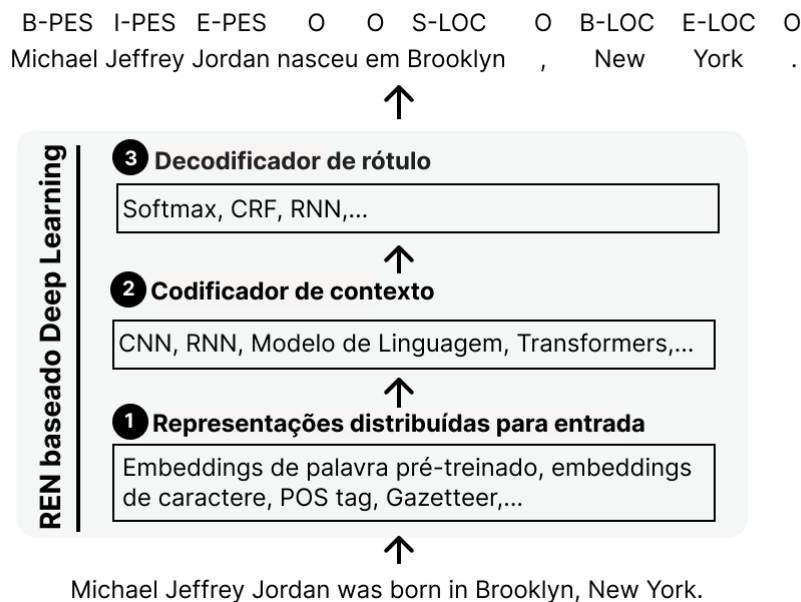 B-PES I-PES E-PES O O S-LOC O B-LOC E-LOC O
Michael Jeffrey Jordan nasceu em Brooklyn , New York .
REN baseado Deep Learning
3 Decodificador de rótulo
Softmax, CRF, RNN,...
2 Codificador de contexto
CNN, RNN, Modelo de Linguagem, Transformers,...
1 Representações distribuídas para entrada
Embeddings de palavra pré-treinado, embeddings
de caractere, POS tag, Gazetteer,...
Michael Jeffrey Jordan was born in Brooklyn, New York.